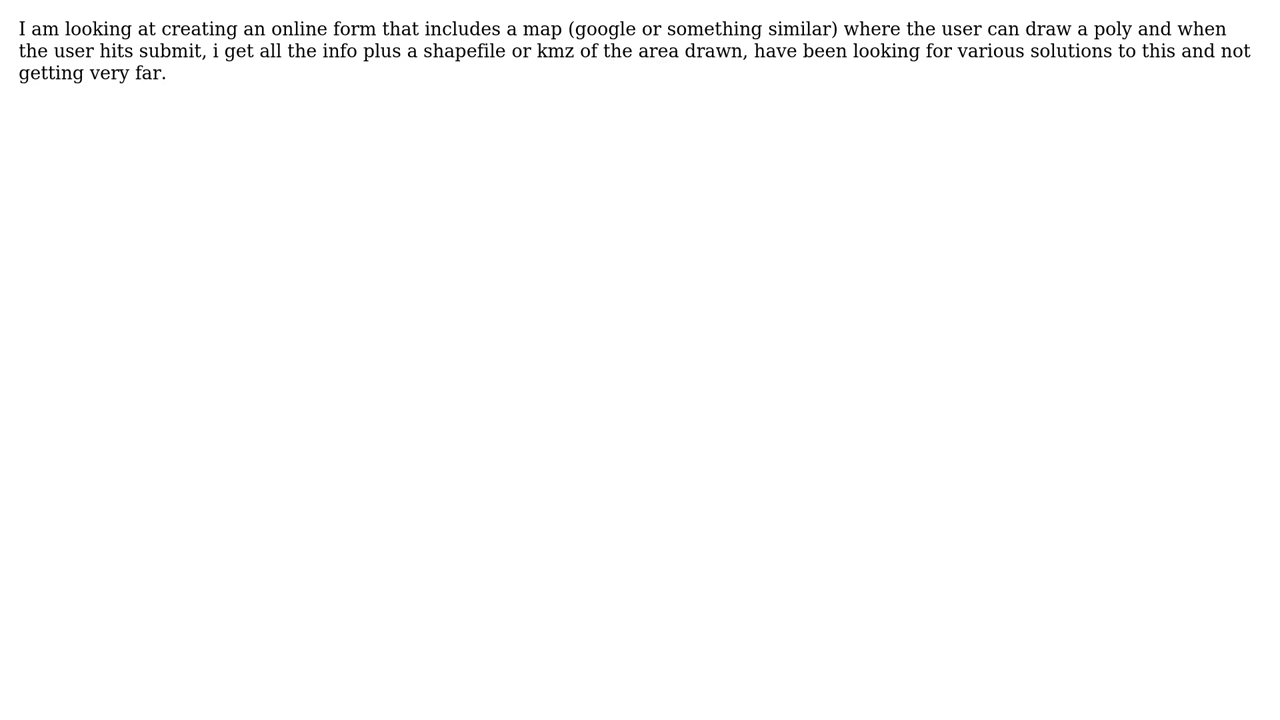 I am looking at creating an online form that includes a map (google or something similar) where the user can draw a poly and when
the user hits submit, i get all the info plus a shapefile or kmz of the area drawn, have been looking for various solutions to this and not
getting very far.